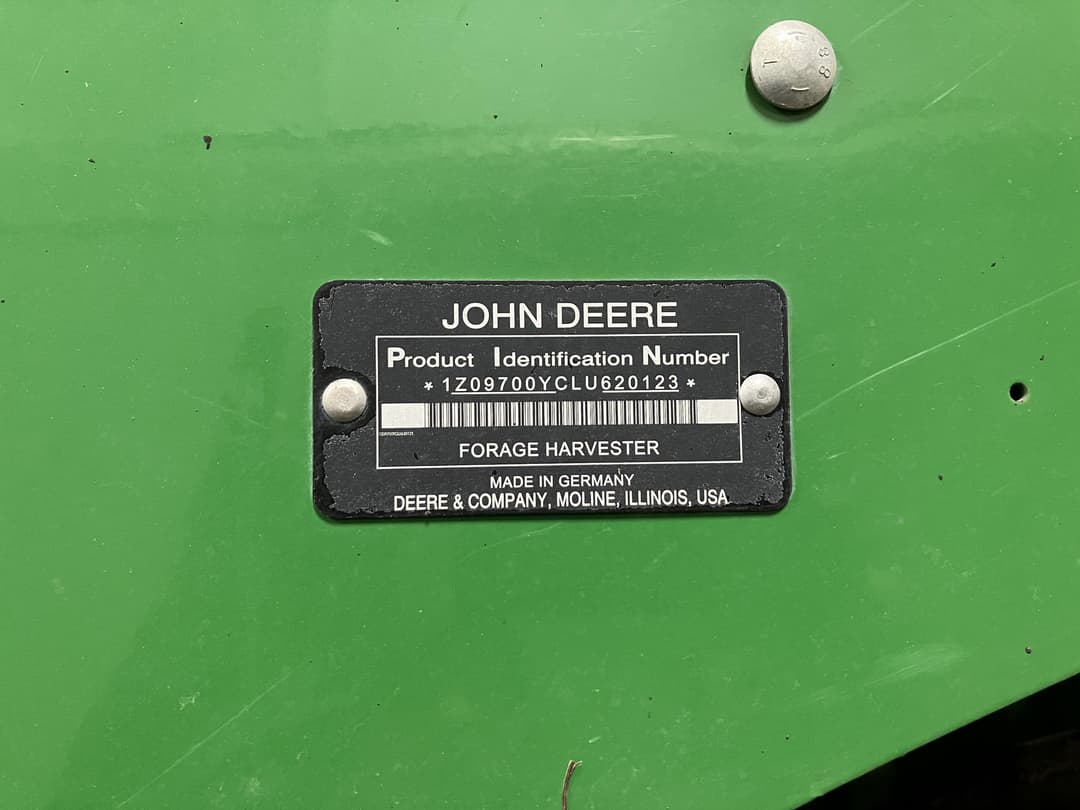 JOHN DEERE
Product Identification Number
* 1Z09700YCLU620123 *
FORAGE HARVESTER
MADE IN GERMANY
DEERE & COMPANY, MOLINE, ILLINOIS, USA